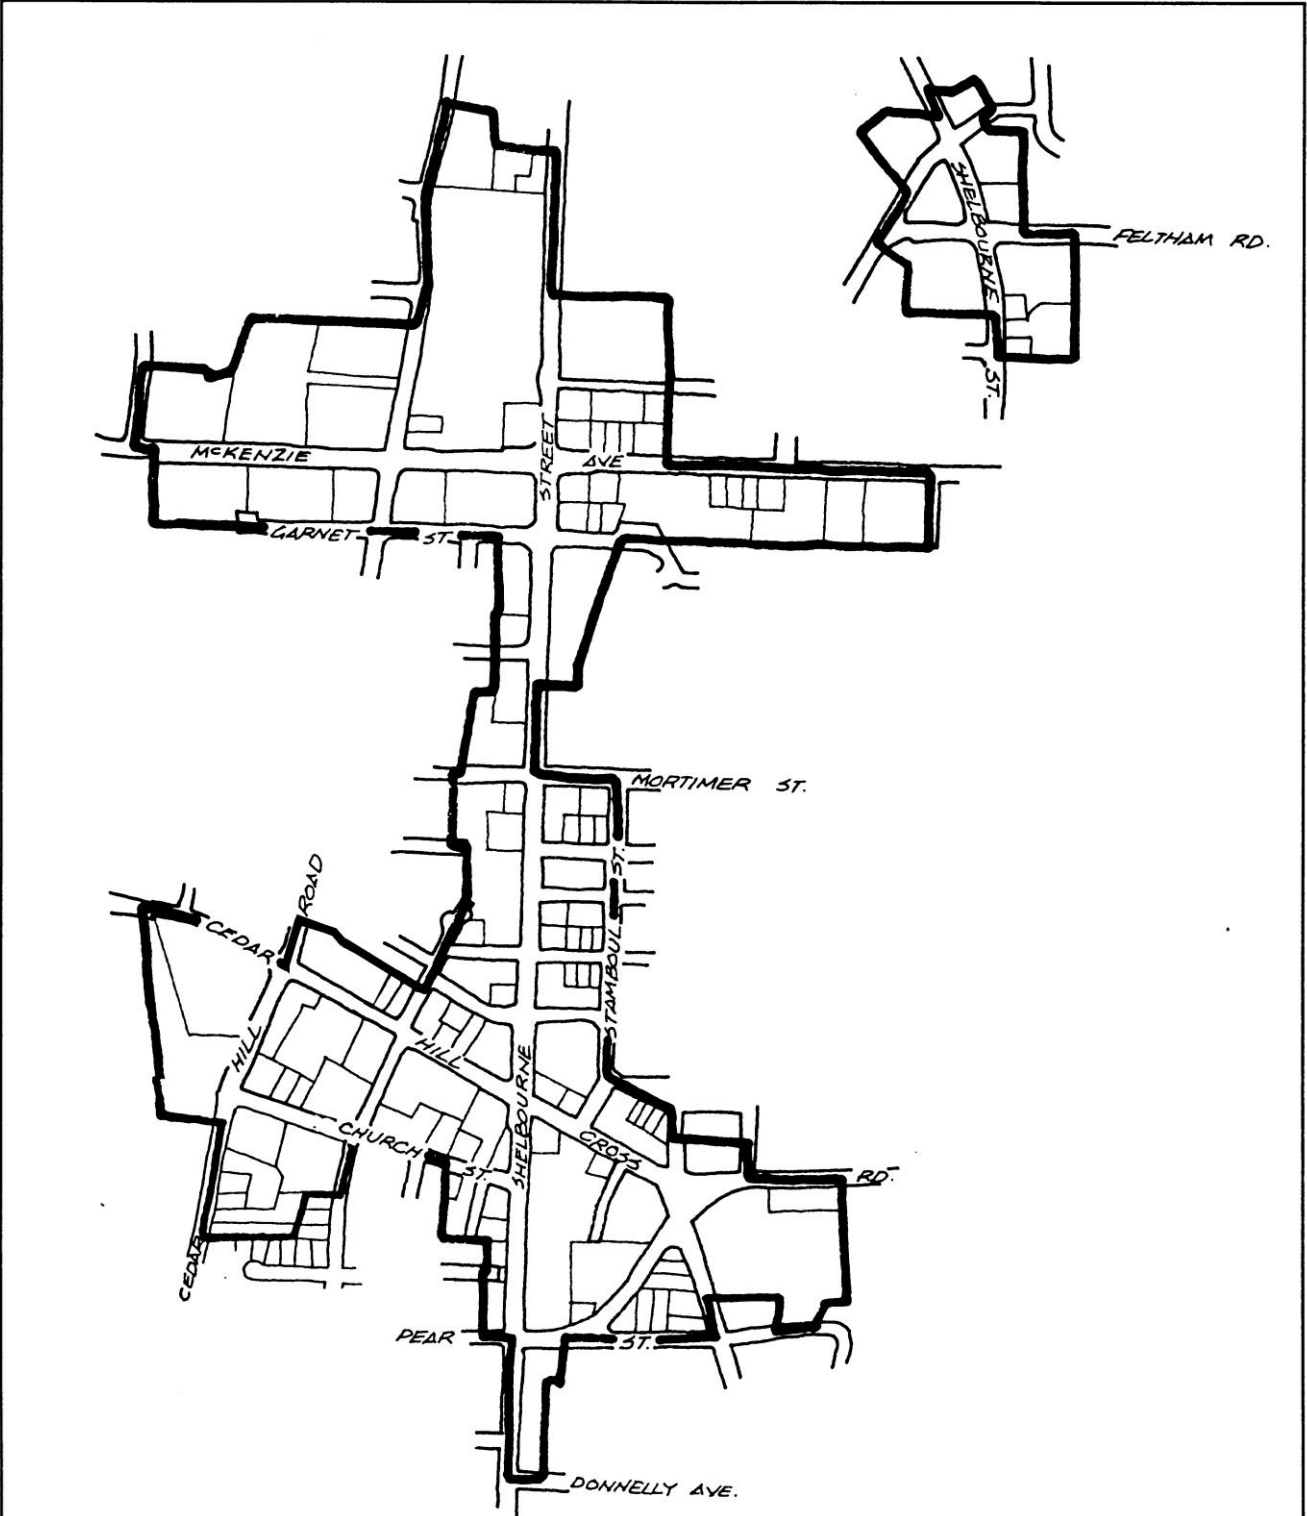 SHELBOURNE ST.
FELTHAM RD.
McKENZIE AVE
STREET
GARNET ST.
MORTIMER ST.
STAMBOUL ST.
CEDAR HILL ROAD
CEDAR HILL CROSS RD.
SHELBOURNE
CHURCH ST.
CEDAR
PEAR ST.
DONNELLY AVE.